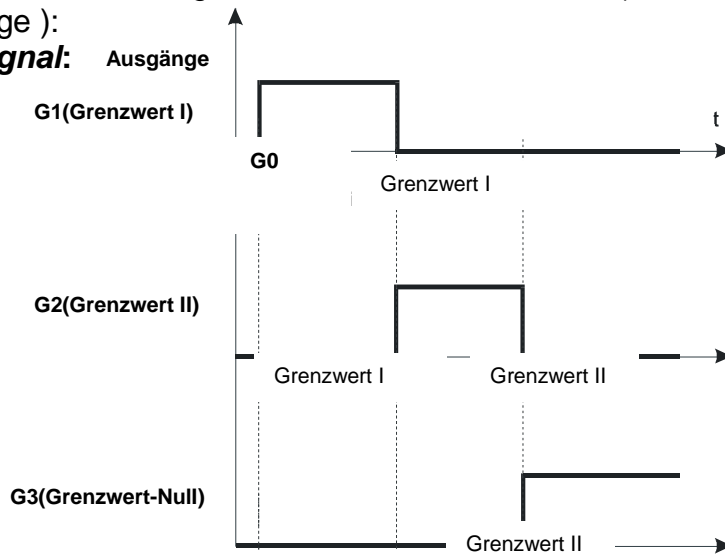 ge ):
gnal: Ausgänge
G1(Grenzwert I)
t
G0
Grenzwert I
G2(Grenzwert II)
Grenzwert I Grenzwert II
G3(Grenzwert-Null)
Grenzwert II